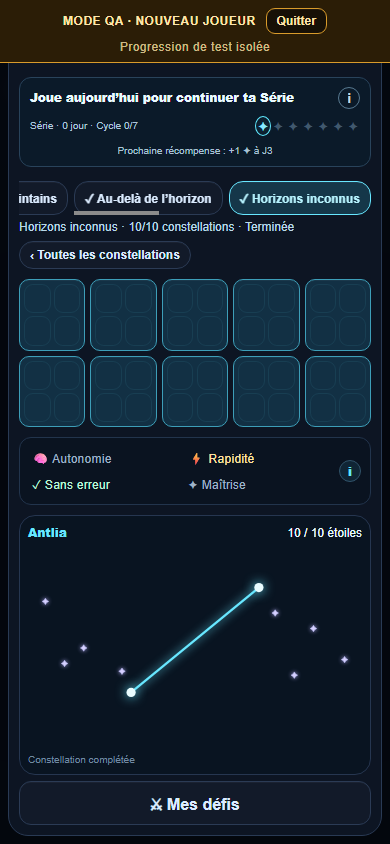 MODE QA · NOUVEAU JOUEUR
Quitter
Progression de test isolée
Joue aujourd’hui pour continuer ta Série
i
Série · 0 jour · Cycle 0/7
Prochaine récompense : +1 ✦ à J3
intains
✓ Au-delà de l’horizon
✓ Horizons inconnus
Horizons inconnus · 10/10 constellations · Terminée
‹ Toutes les constellations
Autonomie
Rapidité
i
✓ Sans erreur
✦ Maîtrise
Antlia
10 / 10 étoiles
Constellation complétée
⚔ Mes défis